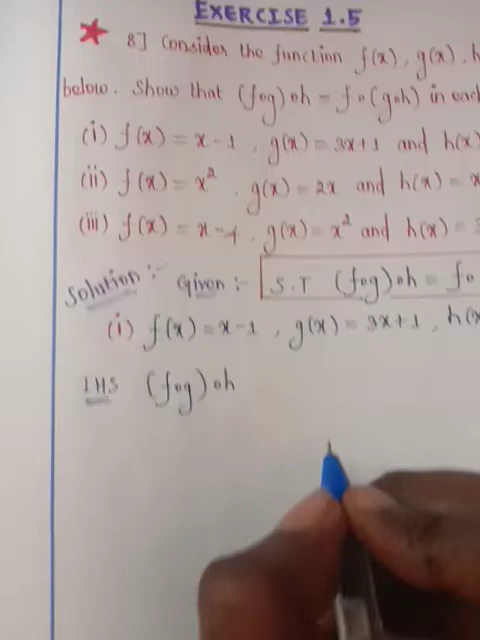 EXERCISE 1.5
8] Consider the function f(x), g(x), h
below. Show that (fog)oh = fo(goh) in eac
(i) f(x) = x-1, g(x) = 3x+1 and h(x)
(ii) f(x) = x², g(x) = 2x and h(x) = x
(iii) f(x) = x-4, g(x) = x² and h(x) = 3
Solution :- Given :- S.T (fog)oh = fo
(i) f(x) = x-1, g(x) = 3x+1, h(x
LHS (fog)oh